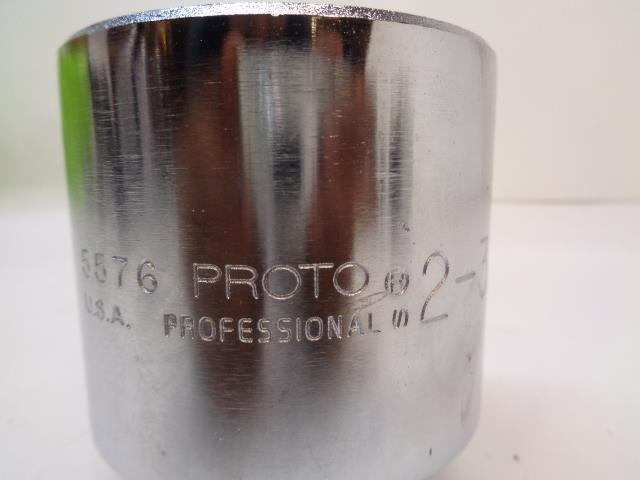 5576 PROTO ® 2-3
U.S.A. PROFESSIONAL S